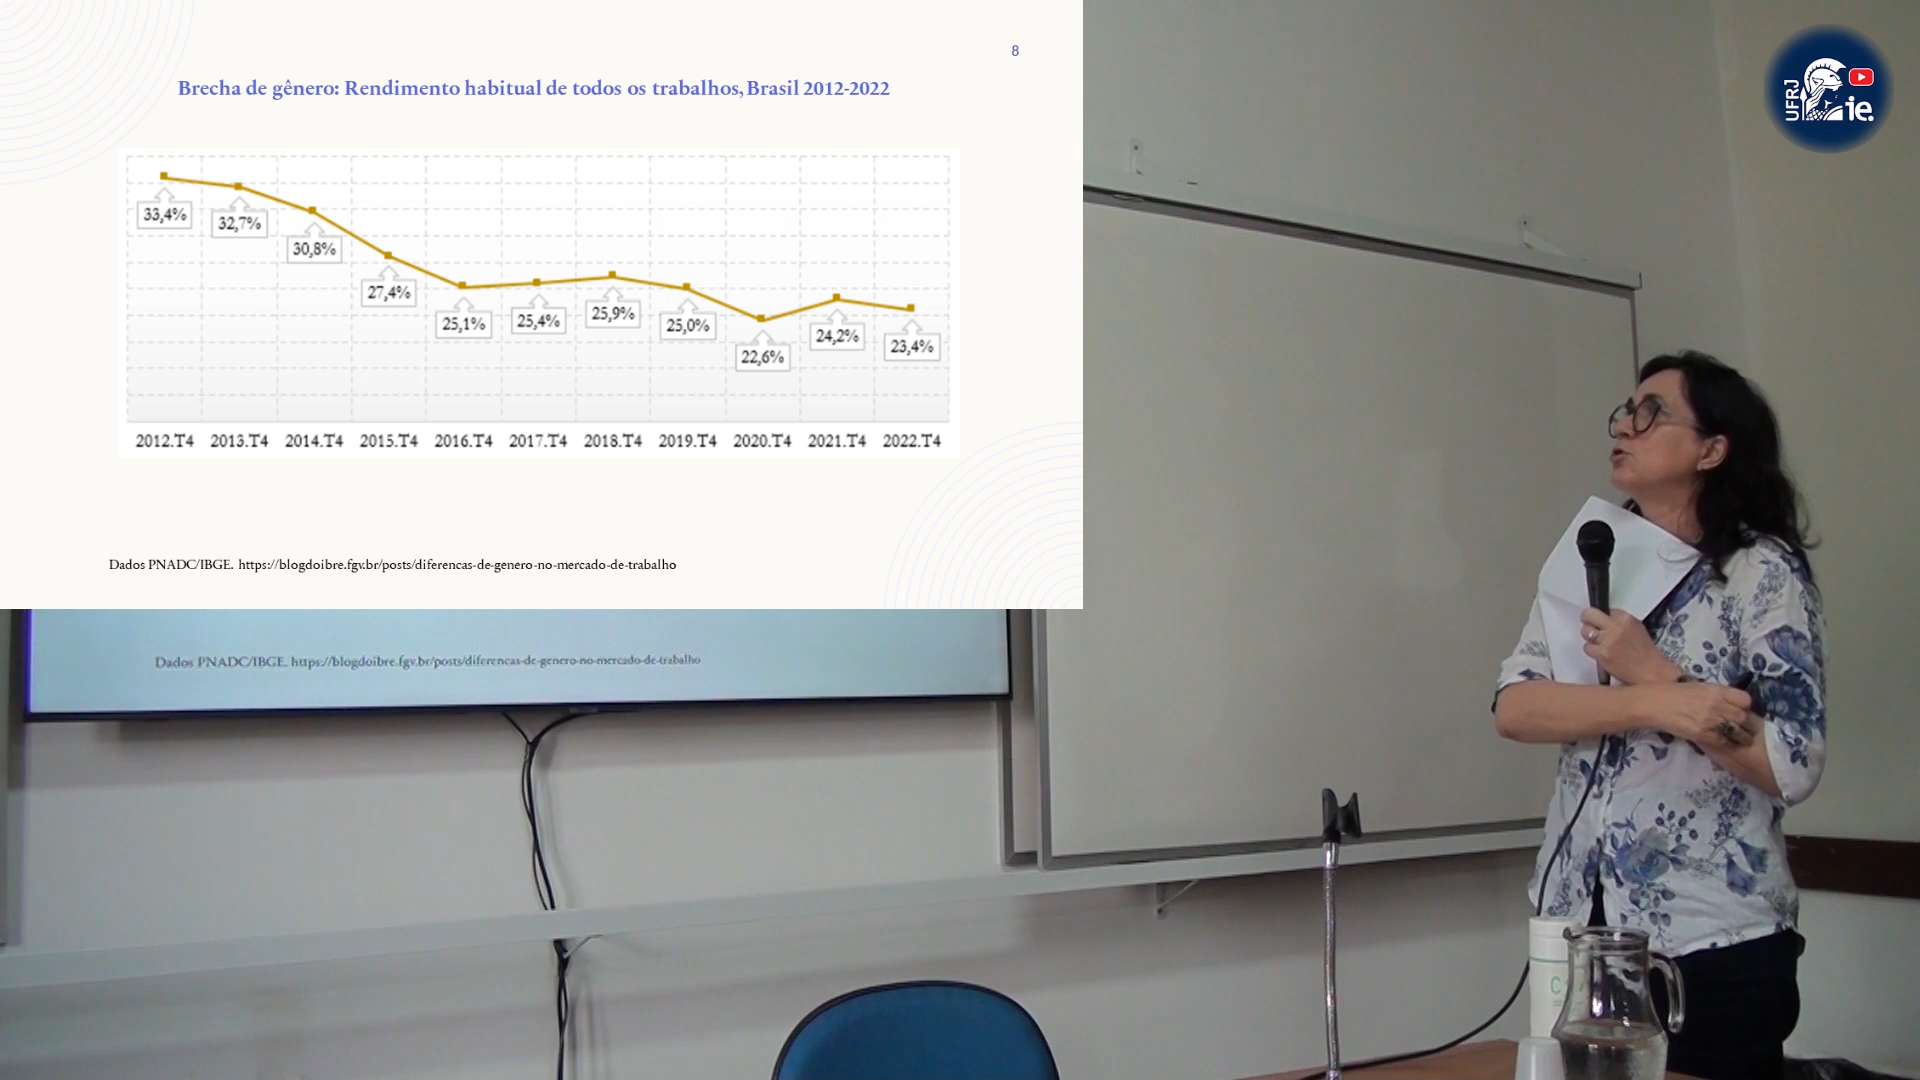 8
Brecha de gênero: Rendimento habitual de todos os trabalhos, Brasil 2012-2022
33,4%
32,7%
30,8%
27,4%
25,1%
25,4%
25,9%
25,0%
22,6%
24,2%
23,4%
2012.T4 2013.T4 2014.T4 2015.T4 2016.T4 2017.T4 2018.T4 2019.T4 2020.T4 2021.T4 2022.T4
Dados PNADC/IBGE. https://blogdoibre.fgv.br/posts/diferencas-de-genero-no-mercado-de-trabalho
Dados PNADC/IBGE. https://blogdoibre.fgv.br/posts/diferencas-de-genero-no-mercado-de-trabalho
UFRJ
ie.